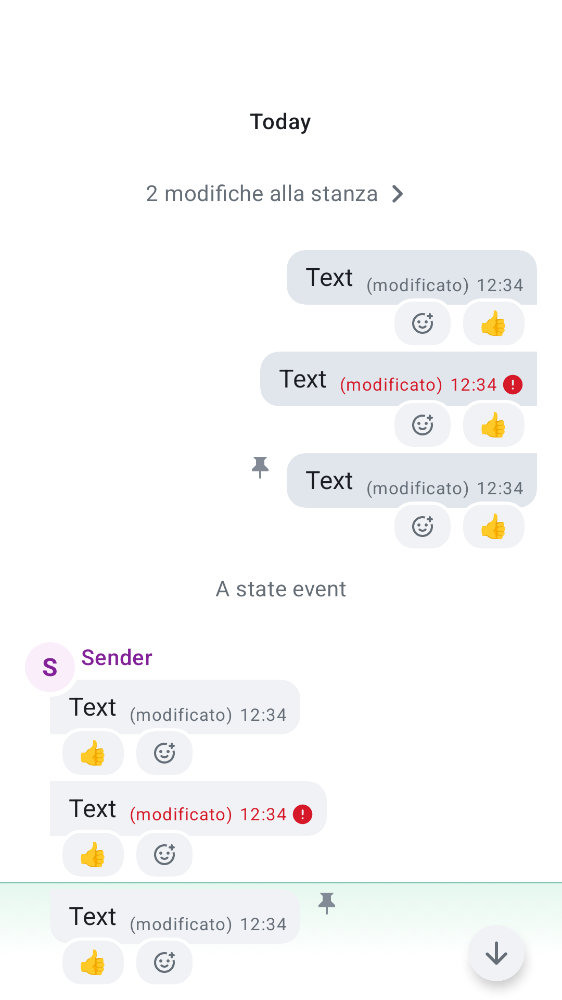 Today
2 modifiche alla stanza
Text (modificato) 12:34
👍
Text (modificato) 12:34
👍
Text (modificato) 12:34
👍
A state event
S Sender
Text (modificato) 12:34
👍
Text (modificato) 12:34
👍
Text (modificato) 12:34
👍